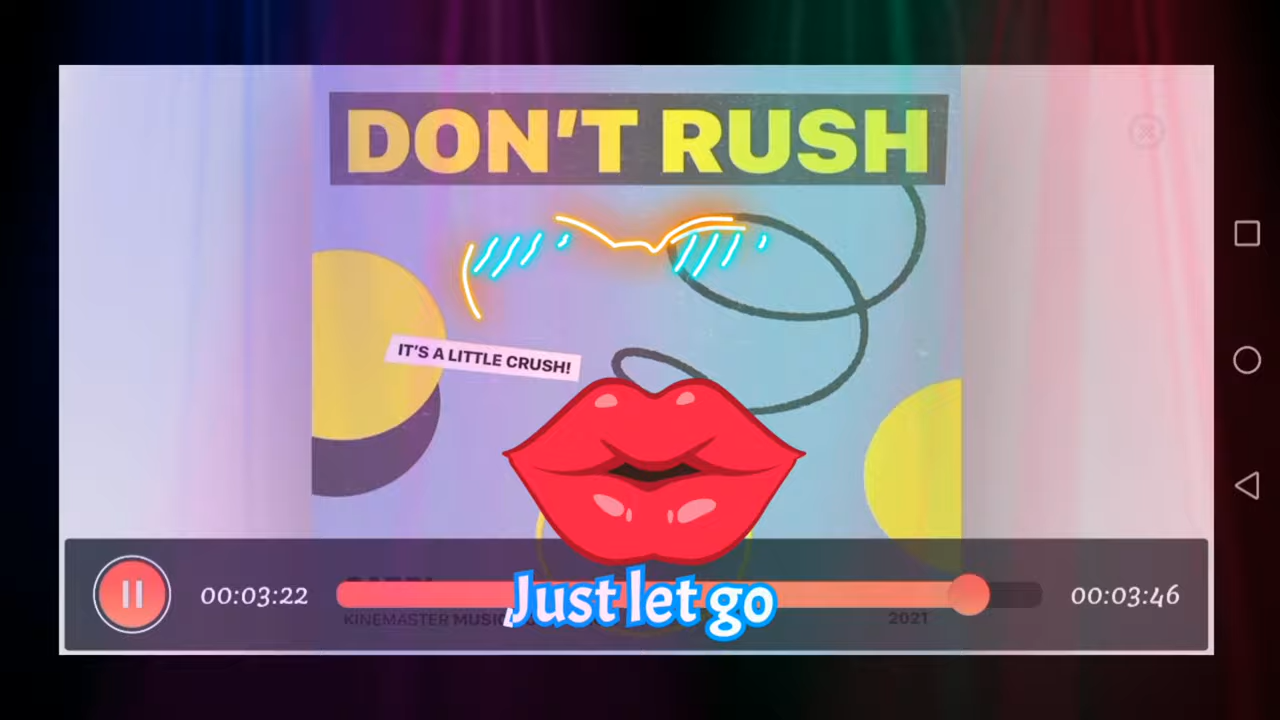 DON'T RUSH
IT'S A LITTLE CRUSH!
00:03:22
Just let go
00:03:46
KINEMASTER MUSIC
2021